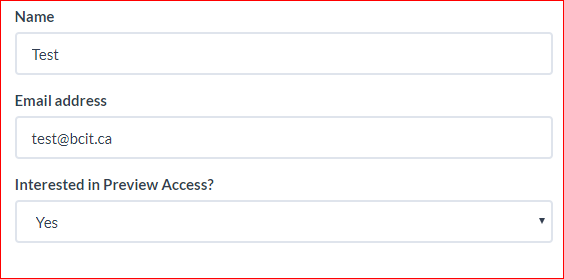 Name
Test
Email address
test@bcit.ca
Interested in Preview Access?
Yes